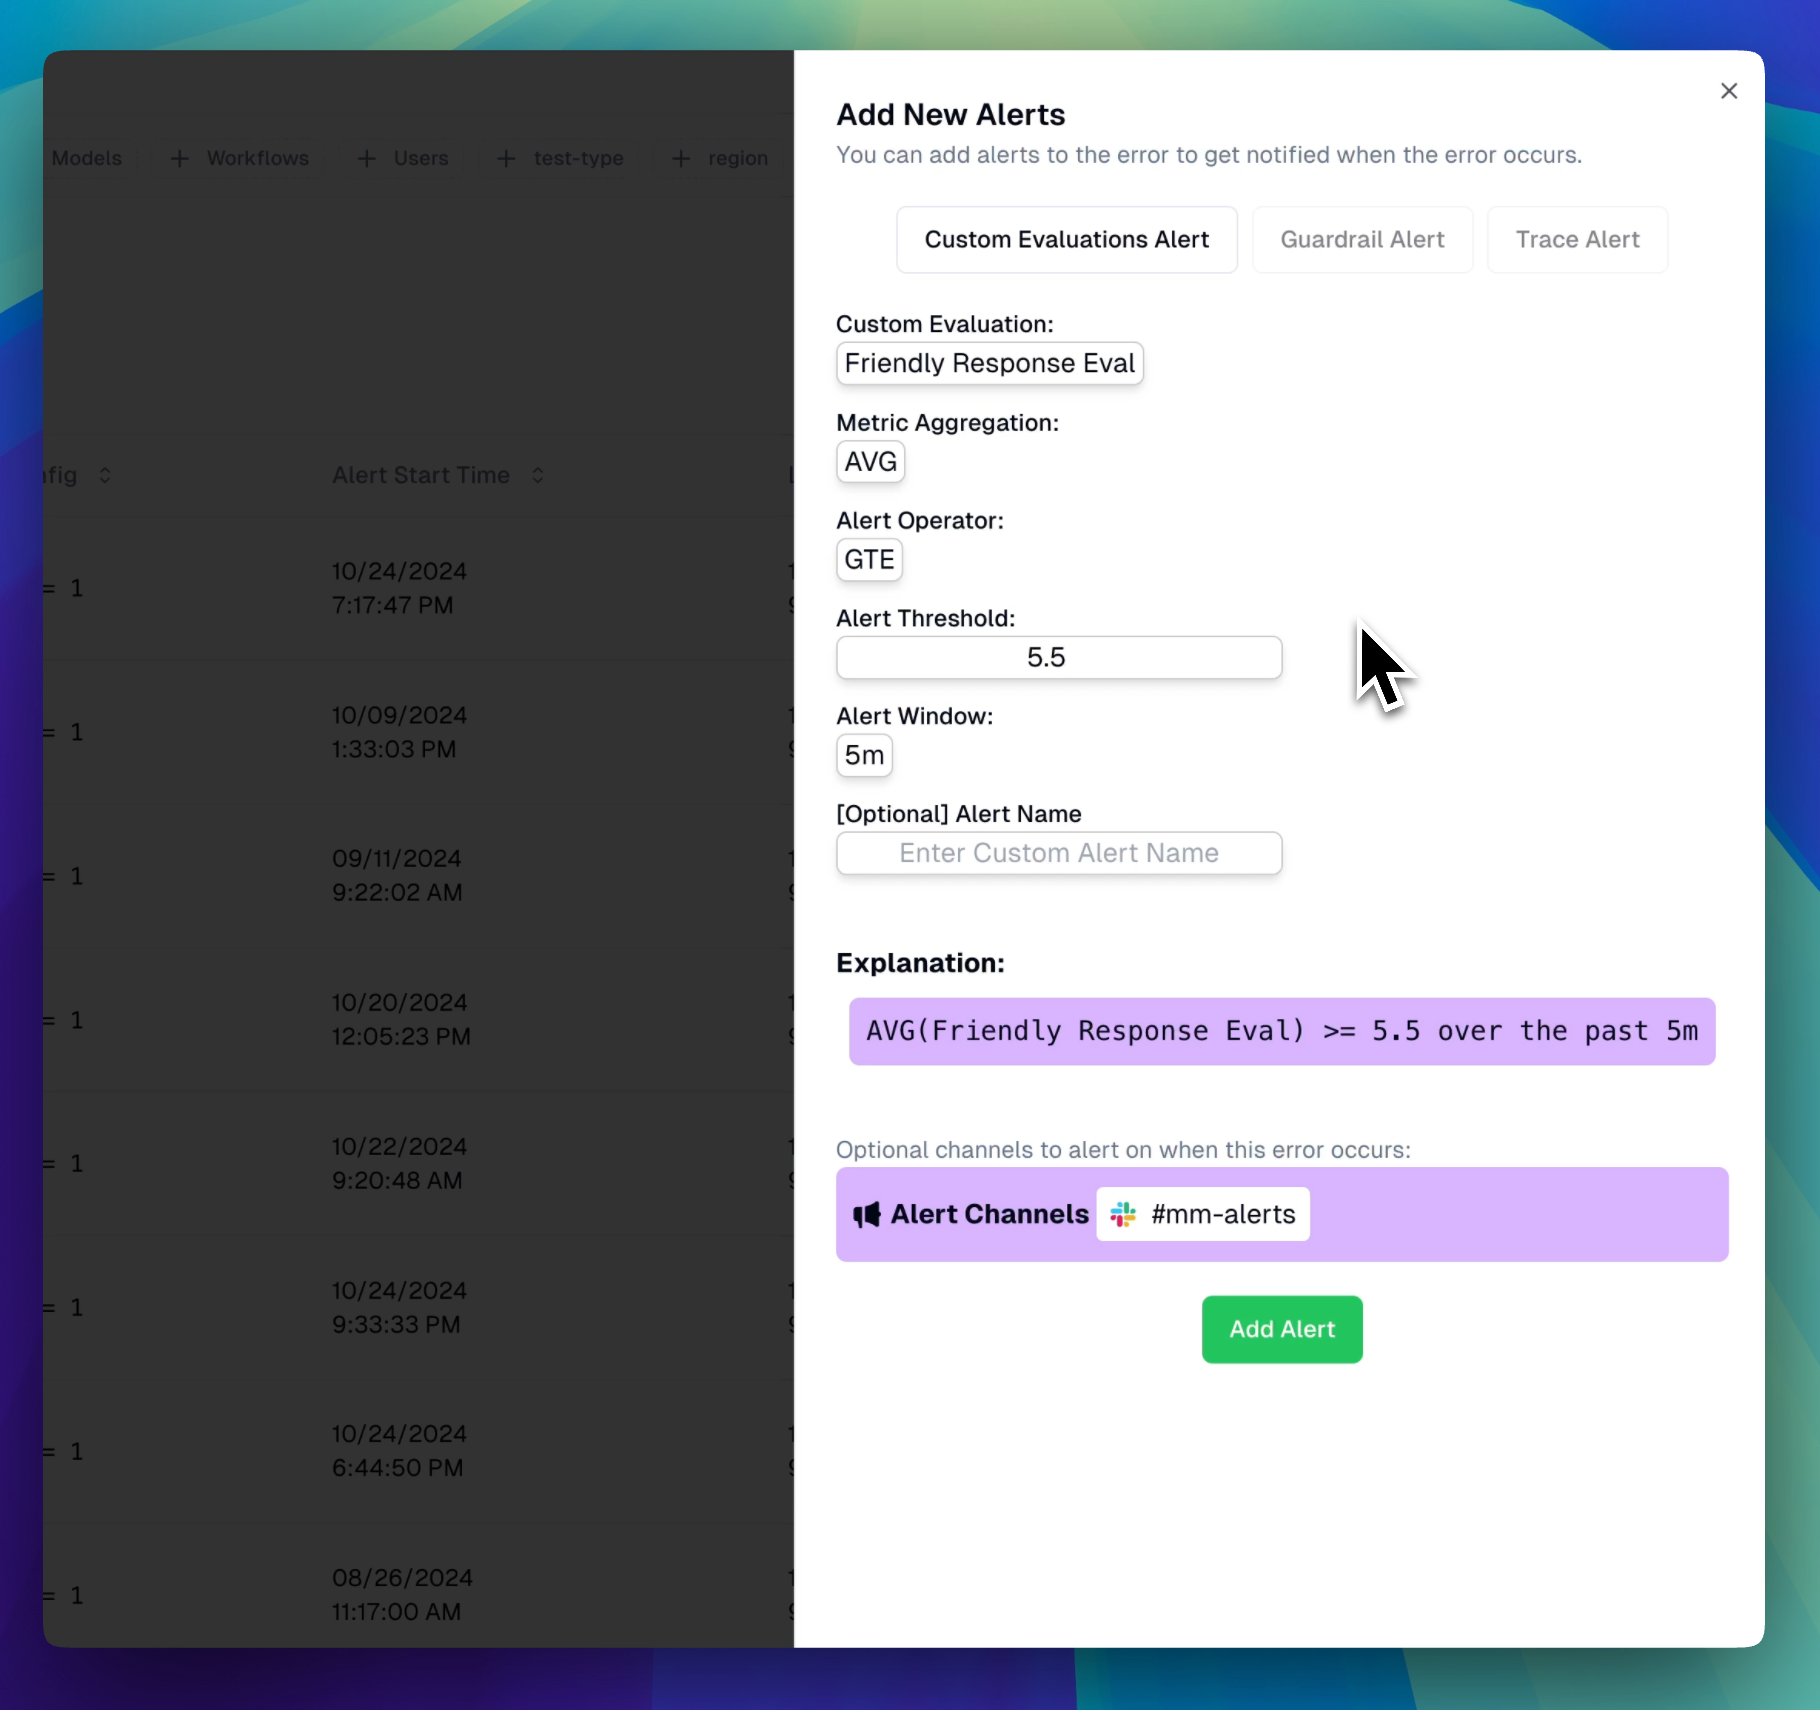 Models + Workflows + Users + test-type + region
Alert Start Time
= 1
10/24/2024
7:17:47 PM
= 1
10/09/2024
1:33:03 PM
= 1
09/11/2024
9:22:02 AM
= 1
10/20/2024
12:05:23 PM
= 1
10/22/2024
9:20:48 AM
= 1
10/24/2024
9:33:33 PM
= 1
10/24/2024
6:44:50 PM
= 1
08/26/2024
11:17:00 AM
Add New Alerts
You can add alerts to the error to get notified when the error occurs.
Custom Evaluations Alert Guardrail Alert Trace Alert
Custom Evaluation:
Friendly Response Eval
Metric Aggregation:
AVG
Alert Operator:
GTE
Alert Threshold:
5.5
Alert Window:
5m
[Optional] Alert Name
Enter Custom Alert Name
Explanation:
AVG(Friendly Response Eval) >= 5.5 over the past 5m
Optional channels to alert on when this error occurs:
Alert Channels #mm-alerts
Add Alert